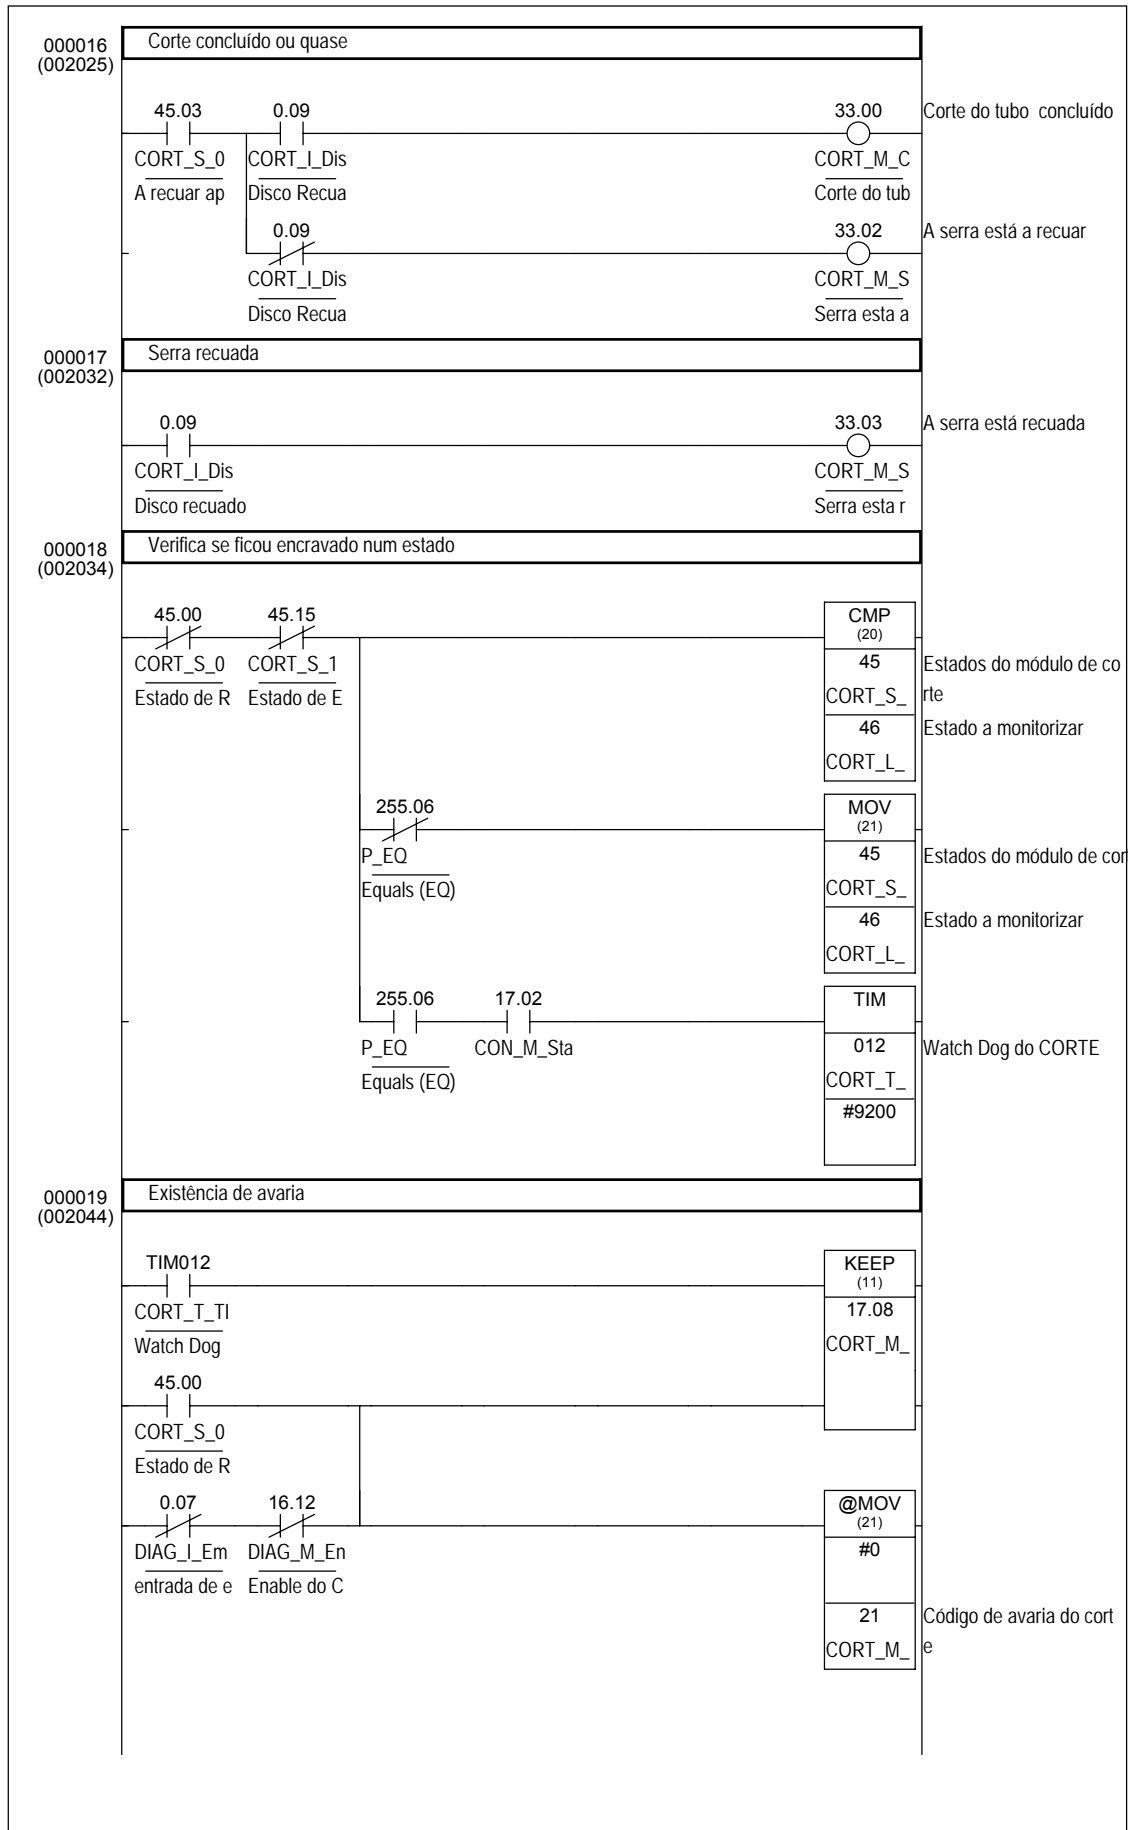 000016
(002025)
Corte concluído ou quase
45.03 0.09 33.00 Corte do tubo concluído
CORT_S_0 CORT_I_Dis CORT_M_C
A recuar ap Disco Recua Corte do tub
0.09 33.02 A serra está a recuar
CORT_I_Dis CORT_M_S
Disco Recua Serra esta a
000017
(002032)
Serra recuada
0.09 33.03 A serra está recuada
CORT_I_Dis CORT_M_S
Disco recuado Serra esta r
000018
(002034)
Verifica se ficou encravado num estado
45.00 45.15 CMP
(20)
CORT_S_0 CORT_S_1 45 Estados do módulo de co
Estado de R Estado de E CORT_S_ rte
46 Estado a monitorizar
CORT_L_
255.06 MOV
(21)
P_EQ 45 Estados do módulo de cor
Equals (EQ) CORT_S_
46 Estado a monitorizar
CORT_L_
255.06 17.02 TIM
P_EQ CON_M_Sta 012 Watch Dog do CORTE
Equals (EQ) CORT_T_
#9200
000019
(002044)
Existência de avaria
TIM012 KEEP
(11)
CORT_T_TI 17.08
Watch Dog CORT_M_
45.00
CORT_S_0
Estado de R
0.07 16.12 @MOV
(21)
DIAG_I_Em DIAG_M_En #0
entrada de e Enable do C
21 Código de avaria do cort
CORT_M_ e